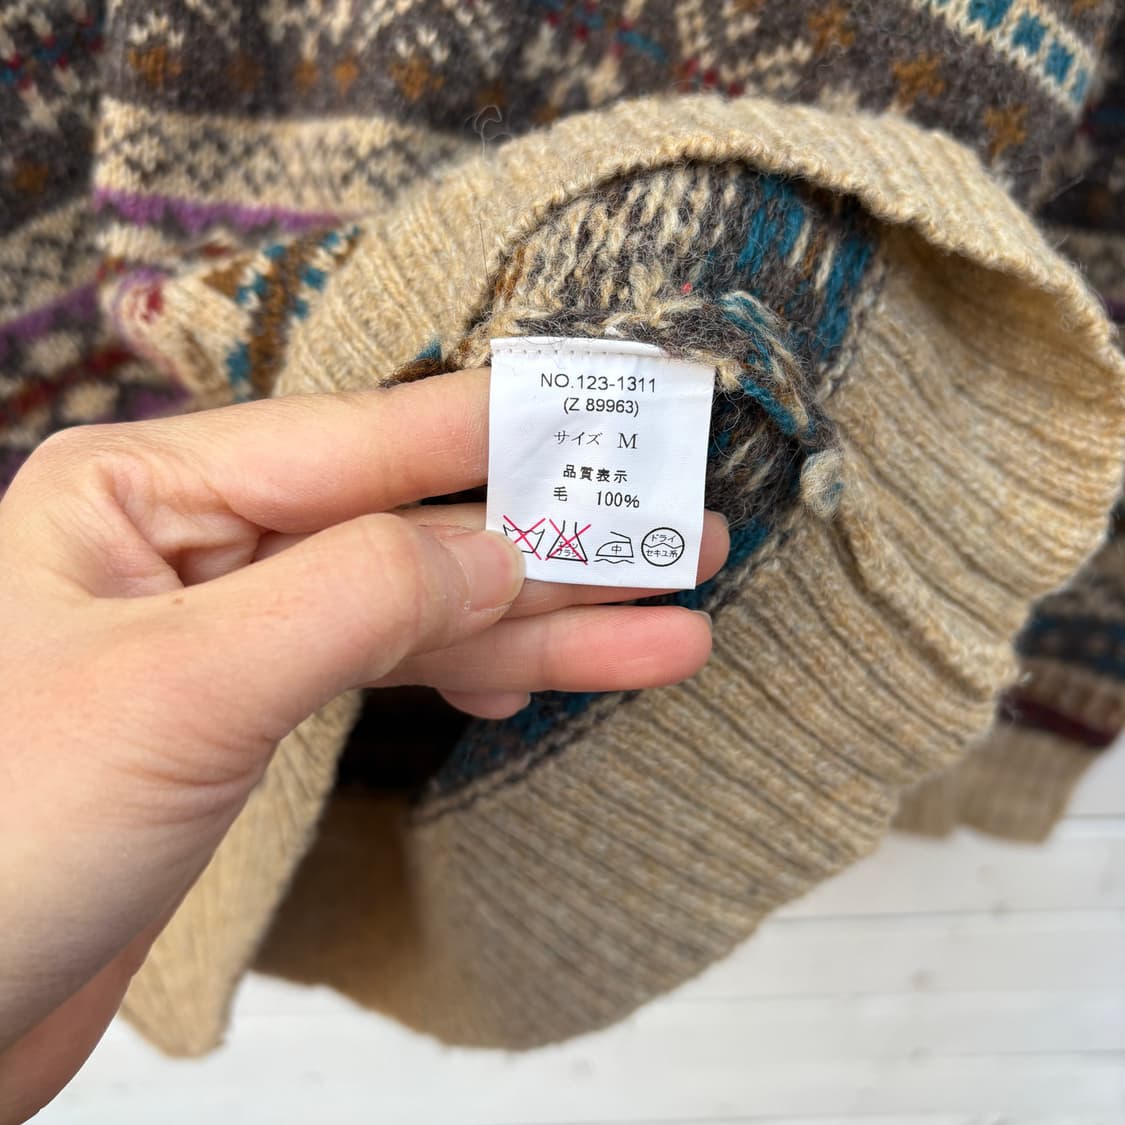 NO.123-1311
(Z 89963)
サイズ M
品質表示
毛 100%
中
ドライ
セキユ系